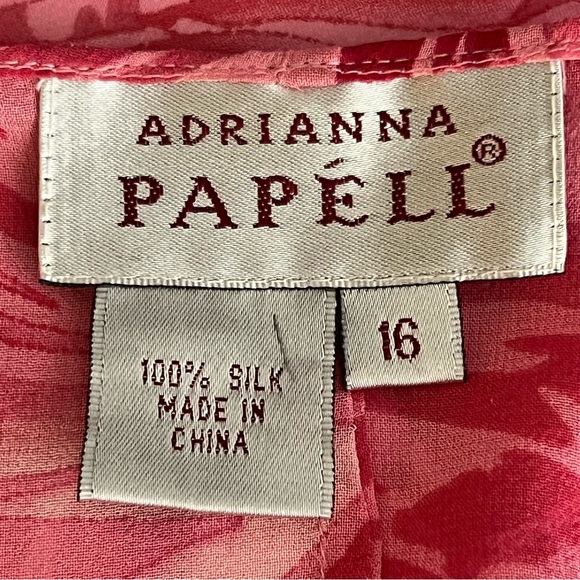 ADRIANNA
PAPÉLL®
16
100% SILK
MADE IN
CHINA